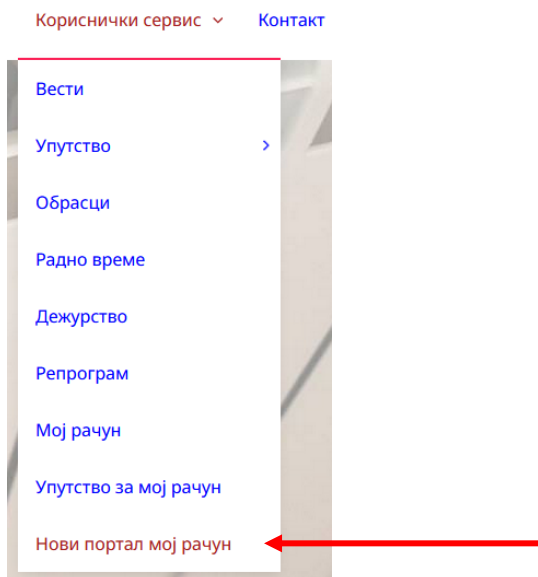 Кориснички сервис Контакт
Вести
Упутство
Обрасци
Радно време
Дежурство
Репрограм
Мој рачун
Упутство за мој рачун
Нови портал мој рачун